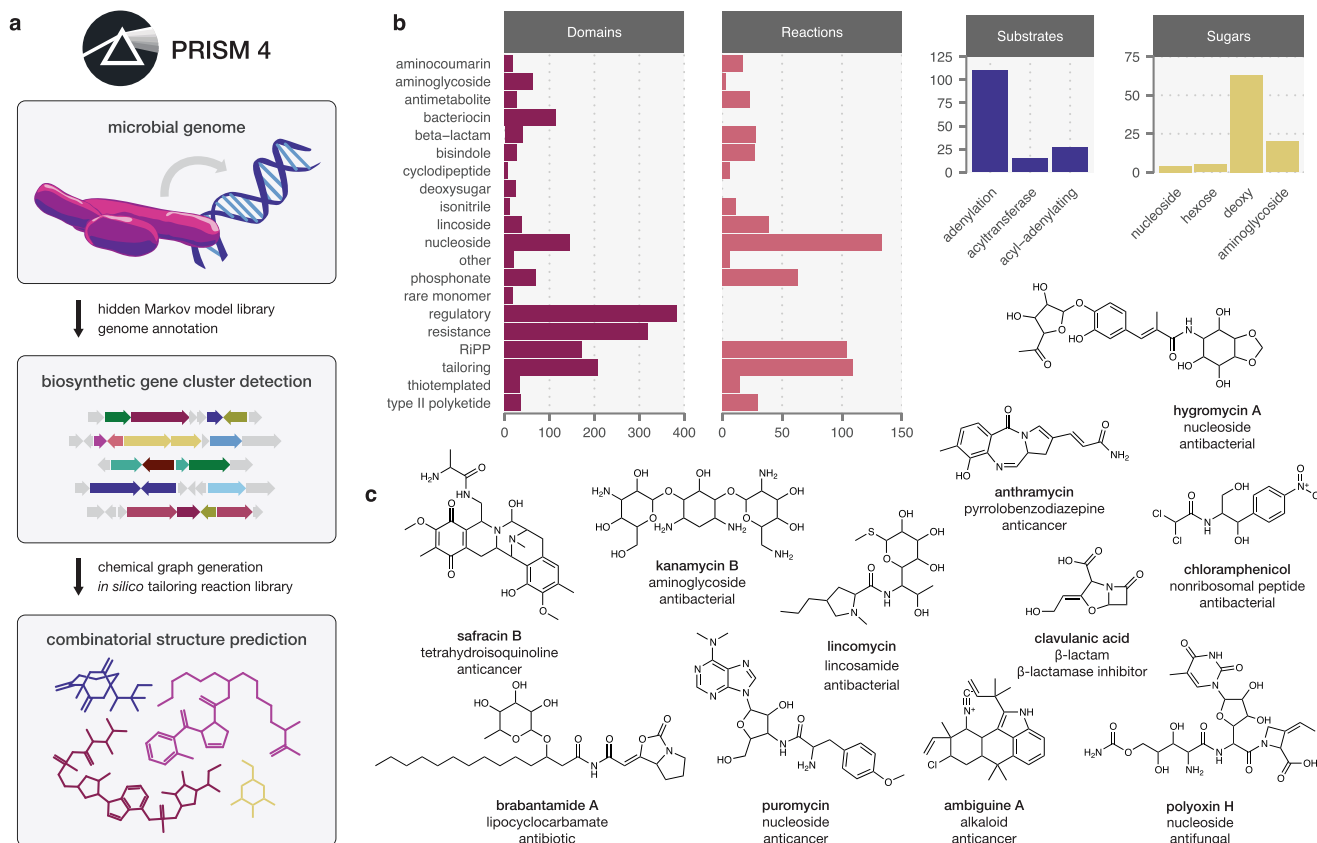 a
PRISM 4
microbial genome
hidden Markov model library
genome annotation
biosynthetic gene cluster detection
chemical graph generation
in silico tailoring reaction library
combinatorial structure prediction
b
Domains
Reactions
Substrates
Sugars
aminocoumarin
aminoglycoside
antimetabolite
bacteriocin
beta−lactam
bisindole
cyclodipeptide
deoxysugar
isonitrile
lincoside
nucleoside
other
phosphonate
rare monomer
regulatory
resistance
RiPP
tailoring
thiotemplated
type II polyketide
0 100 200 300 400
0 50 100 150
125
100
75
50
25
0
adenylation
acyltransferase
acyl−adenylating
75
50
25
0
nucleoside
hexose
deoxy
aminoglycoside
c
safracin B
tetrahydroisoquinoline
anticancer
kanamycin B
aminoglycoside
antibacterial
lincomycin
lincosamide
antibacterial
hygromycin A
nucleoside
antibacterial
anthramycin
pyrrolobenzodiazepine
anticancer
chloramphenicol
nonribosomal peptide
antibacterial
clavulanic acid
β-lactam
β-lactamase inhibitor
brabantamide A
lipocyclocarbamate
antibiotic
puromycin
nucleoside
anticancer
ambiguine A
alkaloid
anticancer
polyoxin H
nucleoside
antifungal